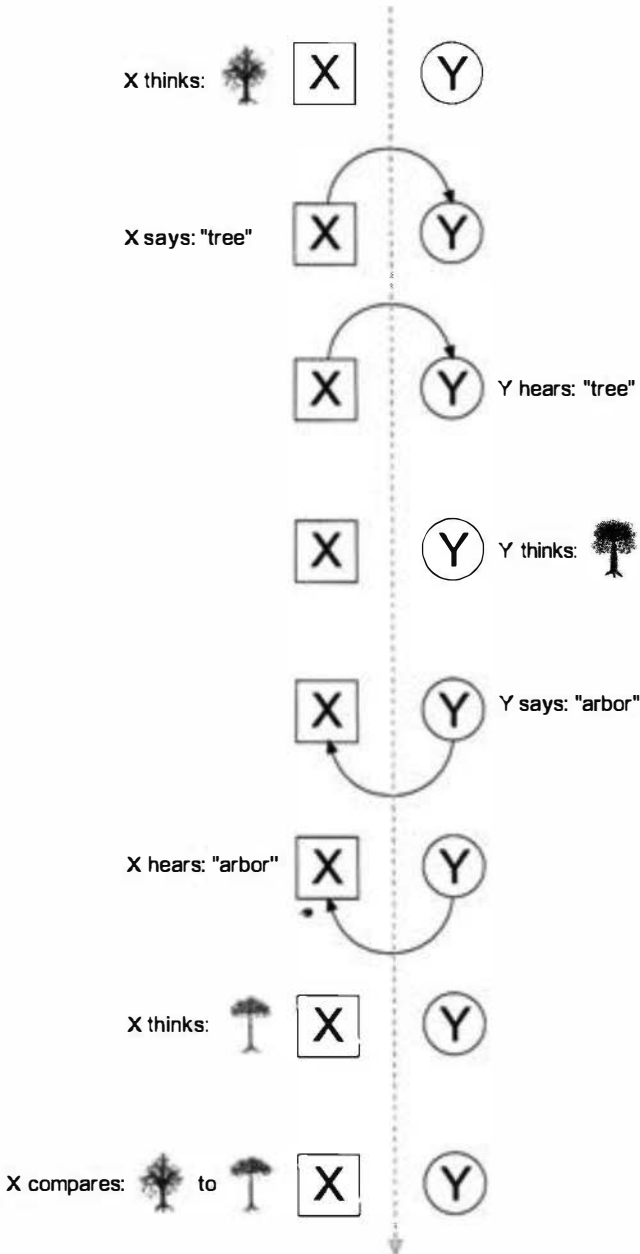 X thinks: X Y
X says: "tree" X Y
X Y Y hears: "tree"
X Y Y thinks:
X Y Y says: "arbor"
X hears: "arbor" X Y
X thinks: X Y
X compares: to X Y